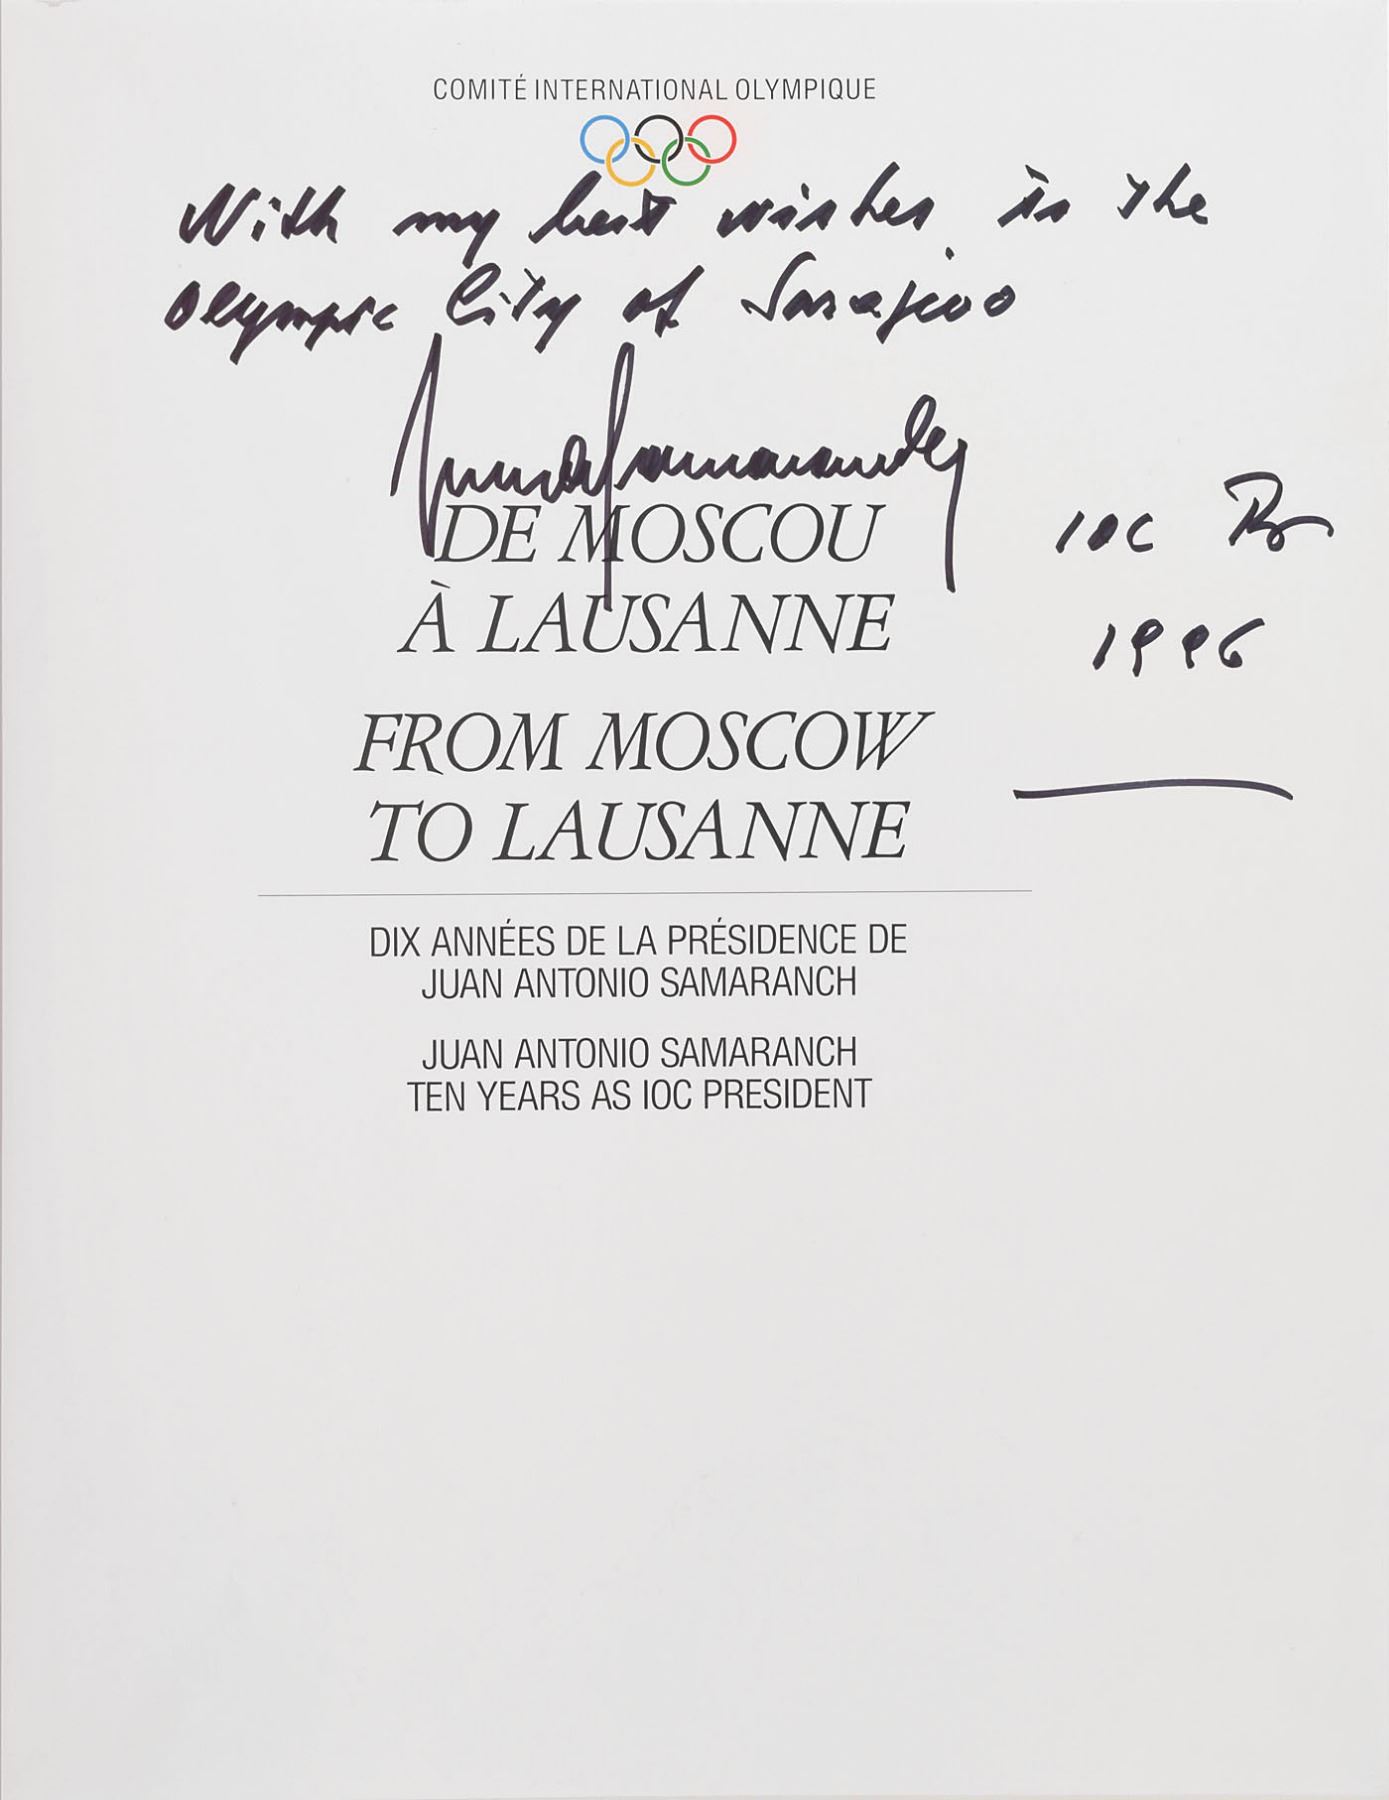 COMITÉ INTERNATIONAL OLYMPIQUE
With my best wishes in the
Olympic City of Sarajevo
DE MOSCOU
À LAUSANNE
IOC
1996
FROM MOSCOW
TO LAUSANNE
DIX ANNÉES DE LA PRÉSIDENCE DE
JUAN ANTONIO SAMARANCH
JUAN ANTONIO SAMARANCH
TEN YEARS AS IOC PRESIDENT